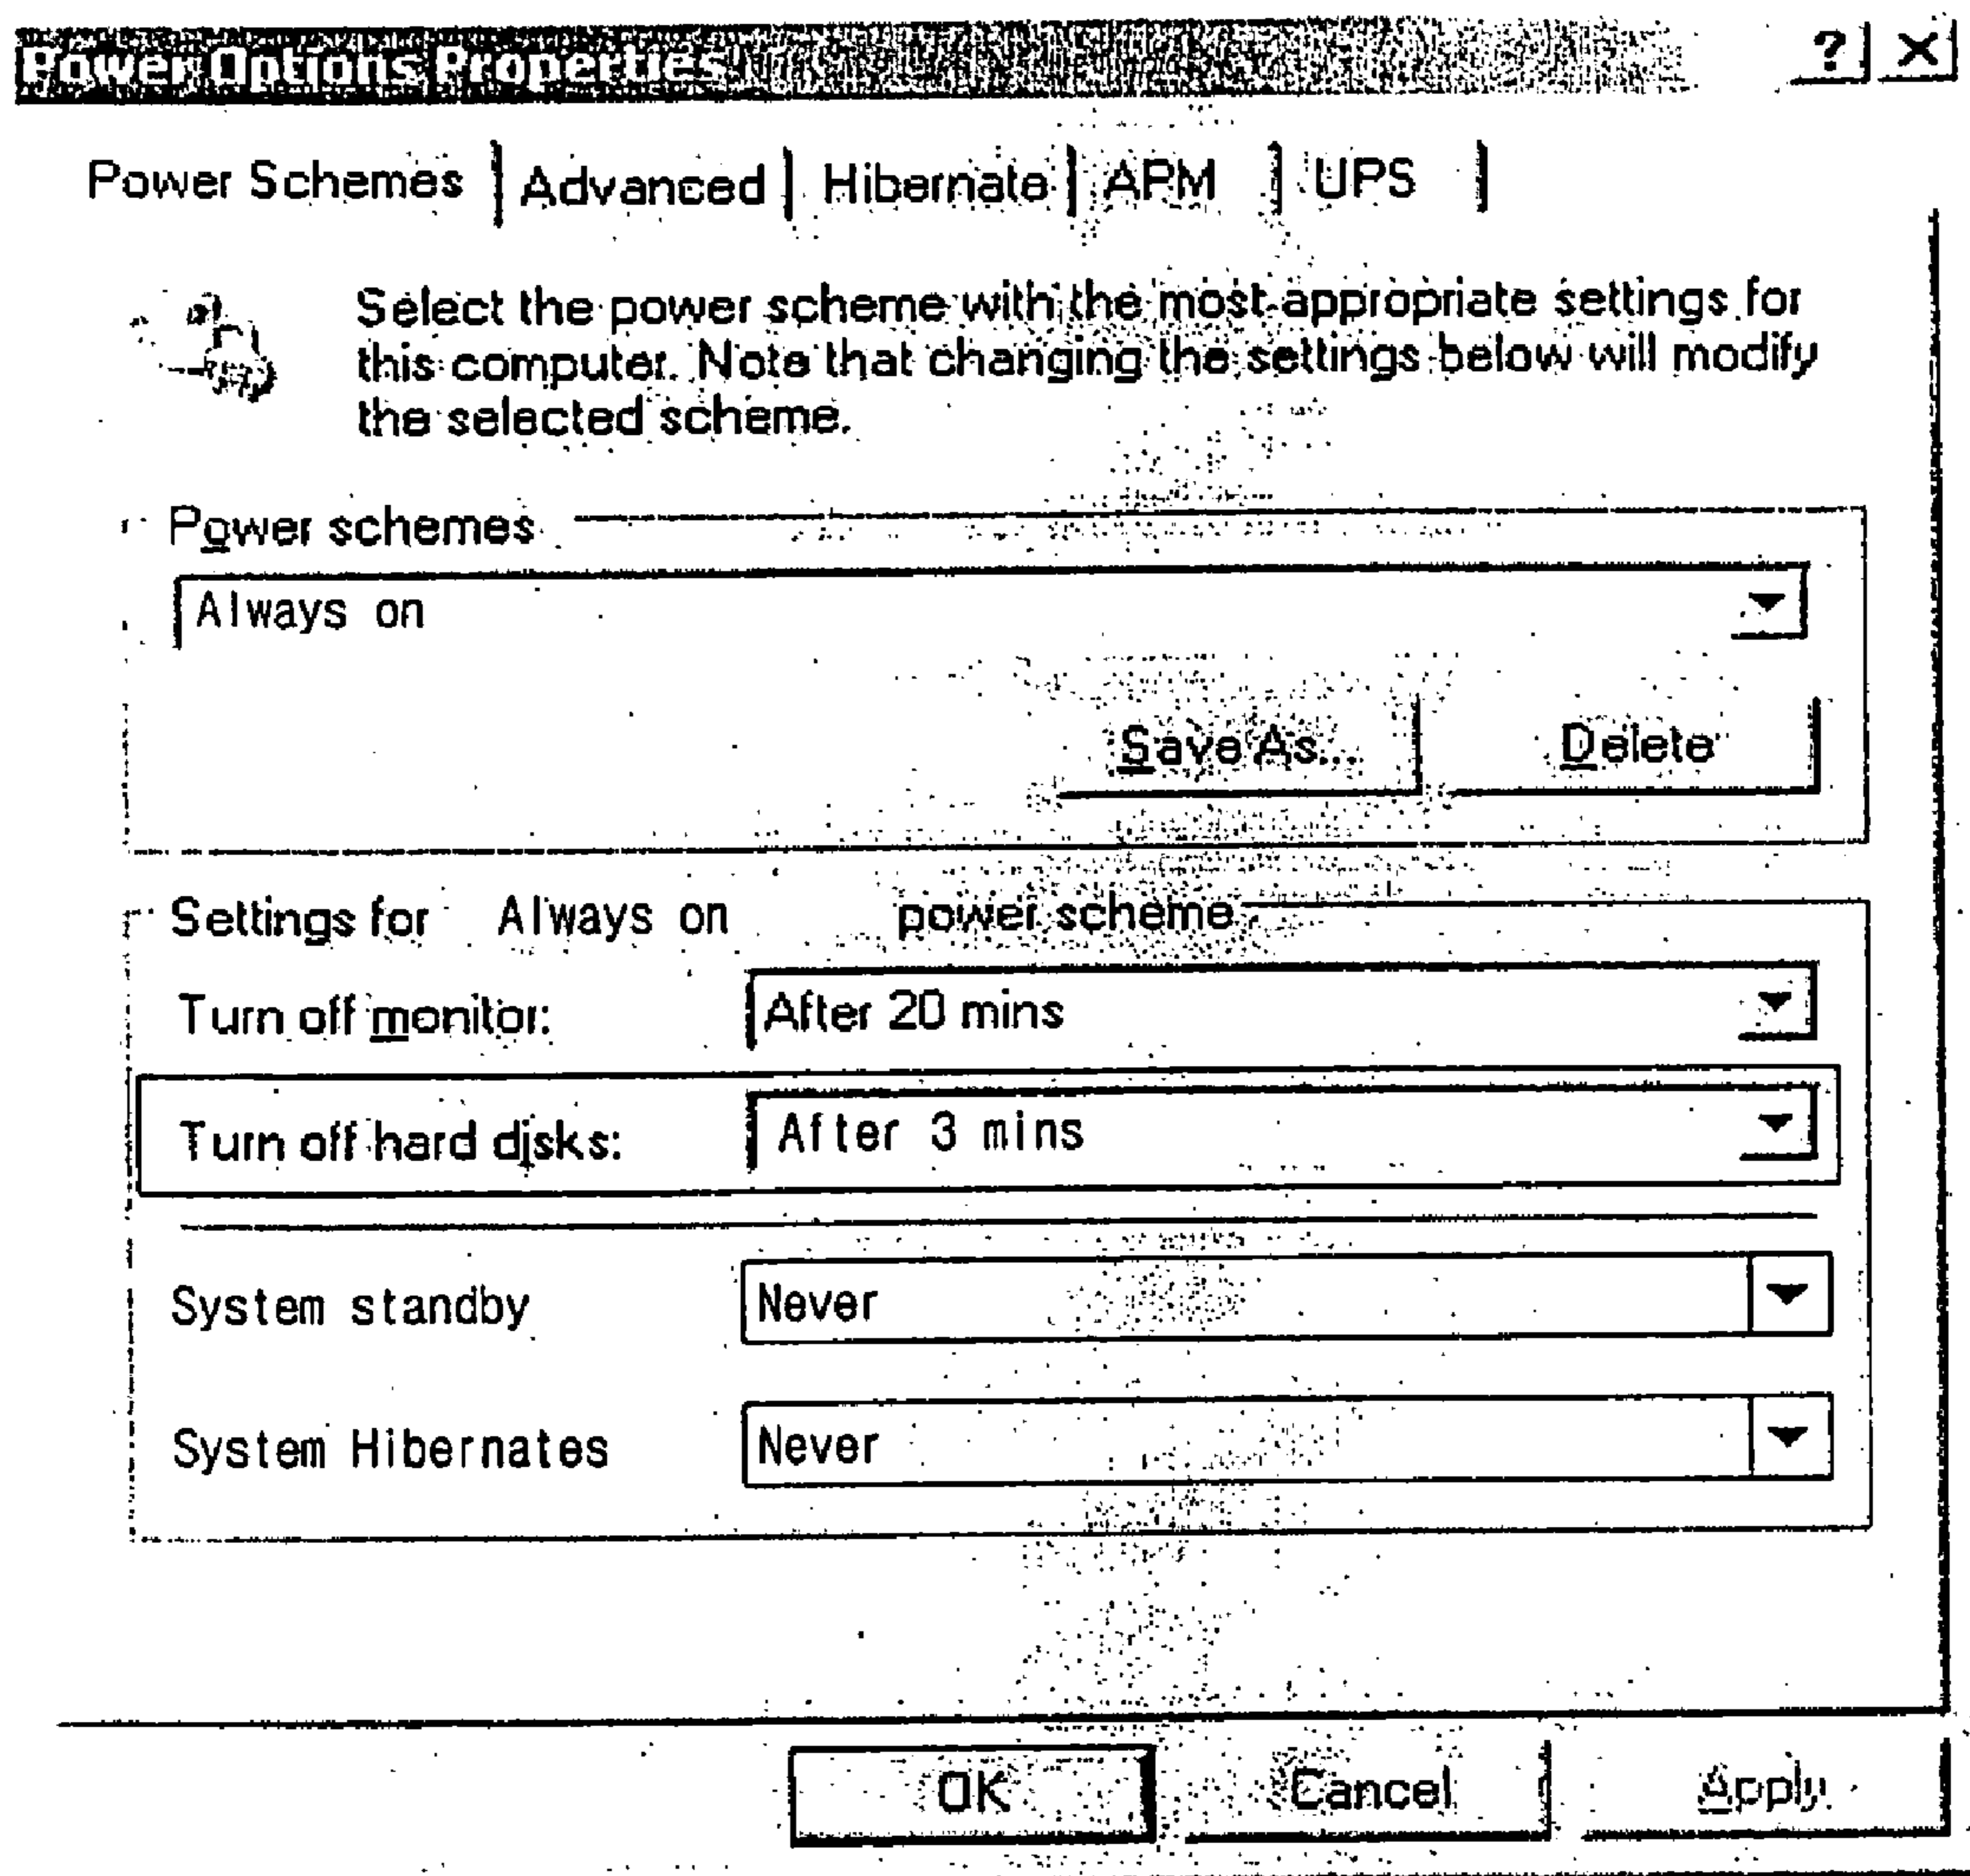 Power Options Properties ? X
Power Schemes Advanced Hibernate APM UPS
Select the power scheme with the most appropriate settings for
this computer. Note that changing the settings below will modify
the selected scheme.
Power schemes
Always on
Save As... Delete
Settings for Always on power scheme
Turn off monitor: After 20 mins
Turn off hard disks: After 3 mins
System standby Never
System Hibernates Never
OK Cancel Apply